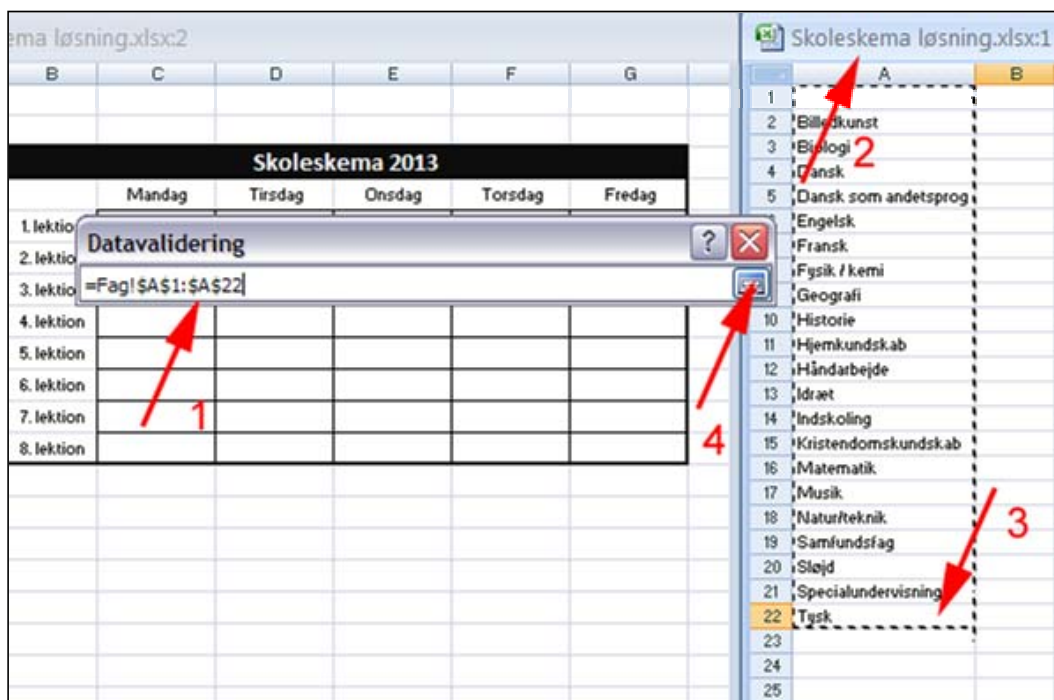 ema løsning.xlsx:2
B C D E F G
Skoleskema 2013
Mandag Tirsdag Onsdag Torsdag Fredag
1. lektio
2. lektio
3. lektio
4. lektion
5. lektion
6. lektion
7. lektion
8. lektion
Datavalidering ?
=Fag!$A$1:$A$22
1
4
Skoleskema løsning.xlsx:1
A B
1
2 Billedkunst
3 Biologi
4 Dansk
5 Dansk som andetsprog
Engelsk
Fransk
Fysik / kemi
Geografi
10 Historie
11 Hjemkundskab
12 Håndarbejde
13 Idræt
14 Indskoling
15 Kristendomskundskab
16 Matematik
17 Musik
18 Natur/teknik
19 Samfundsfag
20 Sløjd
21 Specialundervisning
22 Tysk
23
24
25
2
3